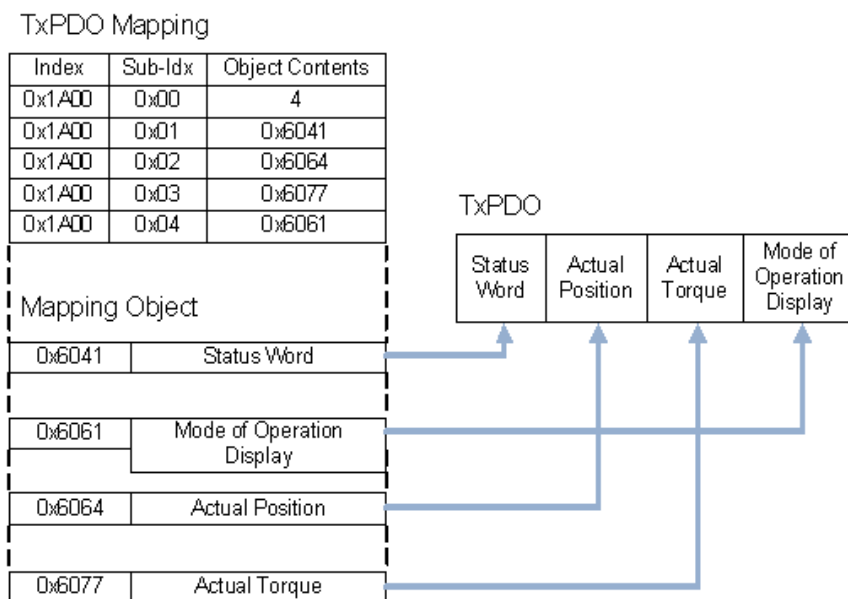 TxPDO Mapping
Index Sub-Idx Object Contents
0x1A00 0x00 4
0x1A00 0x01 0x6041
0x1A00 0x02 0x6064
0x1A00 0x03 0x6077
0x1A00 0x04 0x6061
TxPDO
Status
Word
Actual
Position
Actual
Torque
Mode of
Operation
Display
Mapping Object
0x6041 Status Word
0x6061 Mode of Operation
Display
0x6064 Actual Position
0x6077 Actual Torque